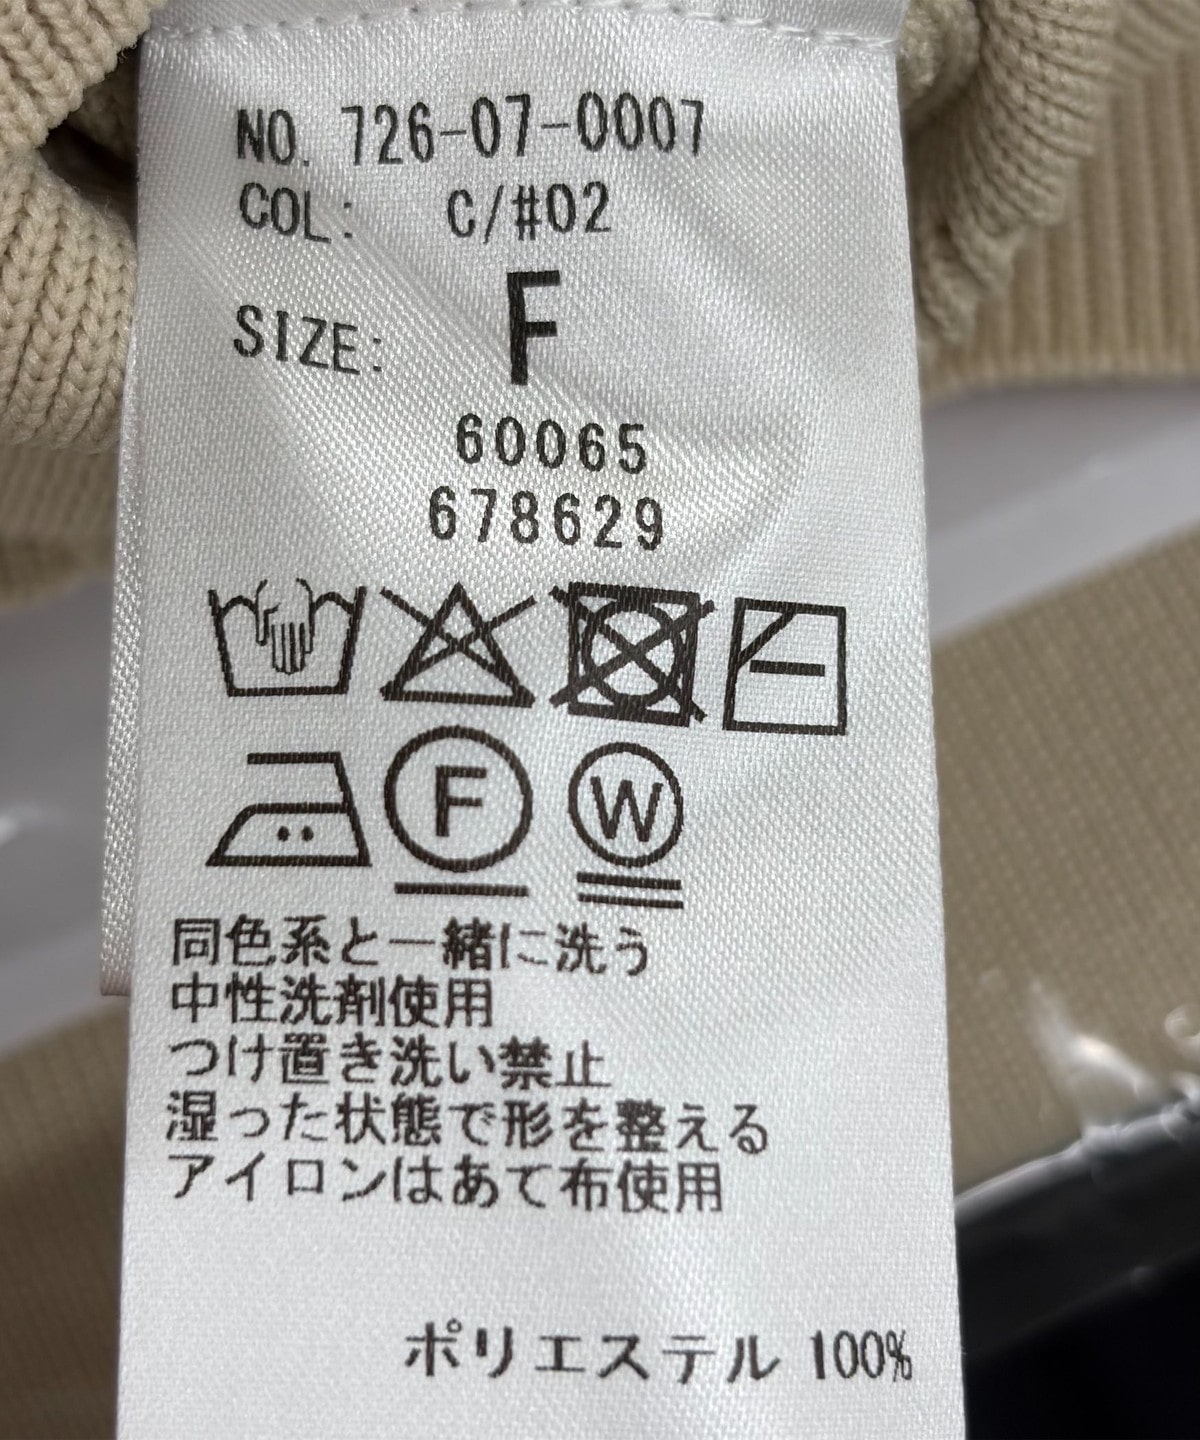 NO. 726-07-0007
COL: C/#02
SIZE: F
60065
678629
F W
同色系と一緒に洗う
中性洗剤使用
つけ置き洗い禁止
湿った状態で形を整える
アイロンはあて布使用
ポリエステル 100%